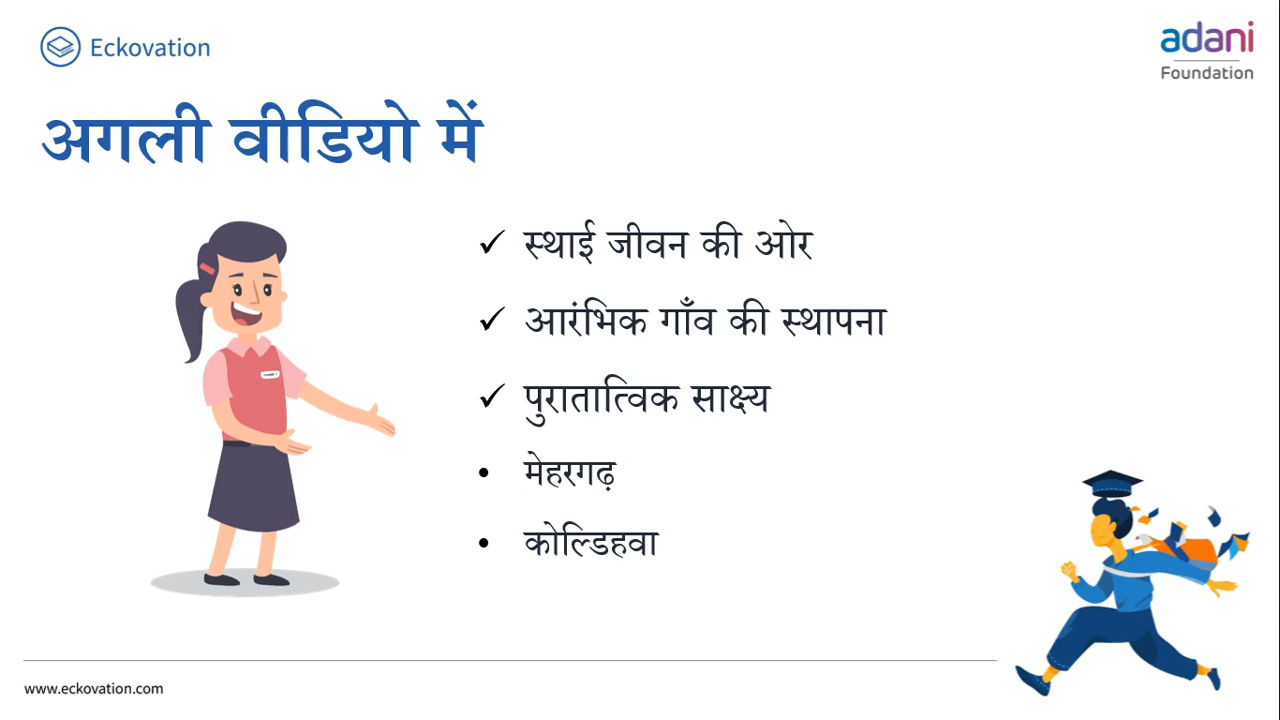 Eckovation
adani
Foundation
अगली वीडियो में
✓ स्थाई जीवन की ओर
✓ आरंभिक गाँव की स्थापना
✓ पुरातात्विक साक्ष्य
• मेहरगढ़
• कोल्डिहवा
www.eckovation.com